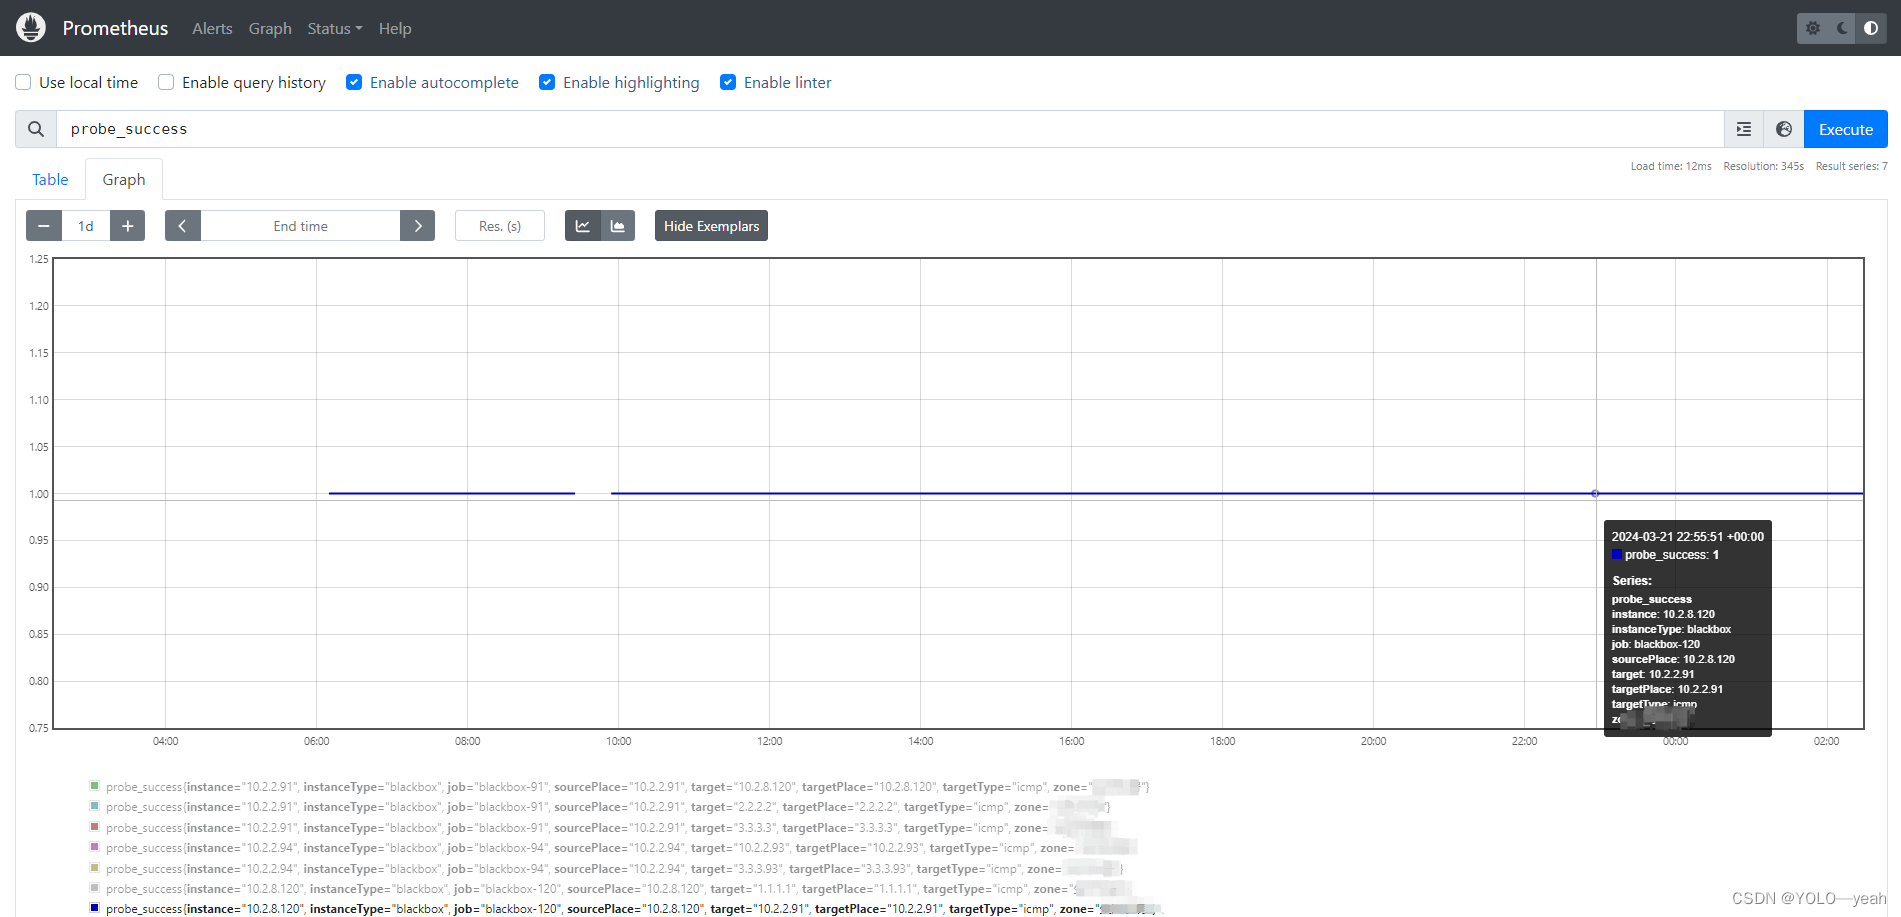 Prometheus Alerts Graph Status Help
Use local time Enable query history Enable autocomplete Enable highlighting Enable linter
probe_success
Execute
Load time: 12ms Resolution: 345s Result series: 7
Table Graph
1d End time Res. (s) Hide Exemplars
1.25
1.20
1.15
1.10
1.05
1.00
0.95
0.90
0.85
0.80
0.75
04:00 06:00 08:00 10:00 12:00 14:00 16:00 18:00 20:00 22:00 00:00 02:00
2024-03-21 22:55:51 +00:00
probe_success: 1
Series:
probe_success
instance: 10.2.8.120
instanceType: blackbox
job: blackbox-120
sourcePlace: 10.2.8.120
target: 10.2.2.91
targetPlace: 10.2.2.91
targetType: icmp
probe_success{instance="10.2.2.91", instanceType="blackbox", job="blackbox-91", sourcePlace="10.2.2.91", target="10.2.8.120", targetPlace="10.2.8.120", targetType="icmp", zone="
probe_success{instance="10.2.2.91", instanceType="blackbox", job="blackbox-91", sourcePlace="10.2.2.91", target="2.2.2.2", targetPlace="2.2.2.2", targetType="icmp", zone=
probe_success{instance="10.2.2.91", instanceType="blackbox", job="blackbox-91", sourcePlace="10.2.2.91", target="3.3.3.3", targetPlace="3.3.3.3", targetType="icmp", zone=
probe_success{instance="10.2.2.94", instanceType="blackbox", job="blackbox-94", sourcePlace="10.2.2.94", target="10.2.2.93", targetPlace="10.2.2.93", targetType="icmp", zone=
probe_success{instance="10.2.2.94", instanceType="blackbox", job="blackbox-94", sourcePlace="10.2.2.94", target="3.3.3.93", targetPlace="3.3.3.93", targetType="icmp", zone=
probe_success{instance="10.2.8.120", instanceType="blackbox", job="blackbox-120", sourcePlace="10.2.8.120", target="1.1.1.1", targetPlace="1.1.1.1", targetType="icmp", zone="
probe_success{instance="10.2.8.120", instanceType="blackbox", job="blackbox-120", sourcePlace="10.2.8.120", target="10.2.2.91", targetPlace="10.2.2.91", targetType="icmp", zone="
CSDN @YOLO—yeah